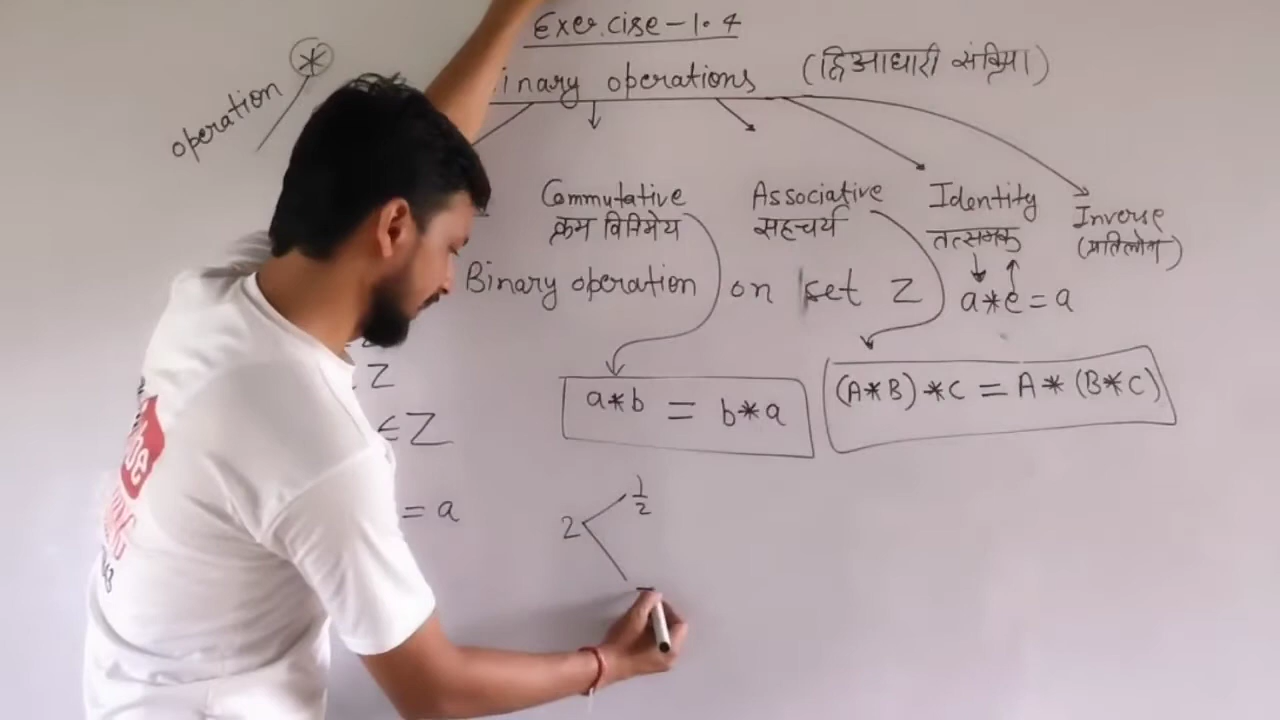 Exercise-1.4
operation *
inary operations (द्विआधारी संक्रिया)
Commutative
क्रम विनिमेय
Associative
सहचर्य
Identity
तत्समक
Inverse
(प्रतिलोम)
Binary operation on set Z
a*e = a
Z
∈Z
a*b = b*a
(A*B)*C = A*(B*C)
= a
2
1/2